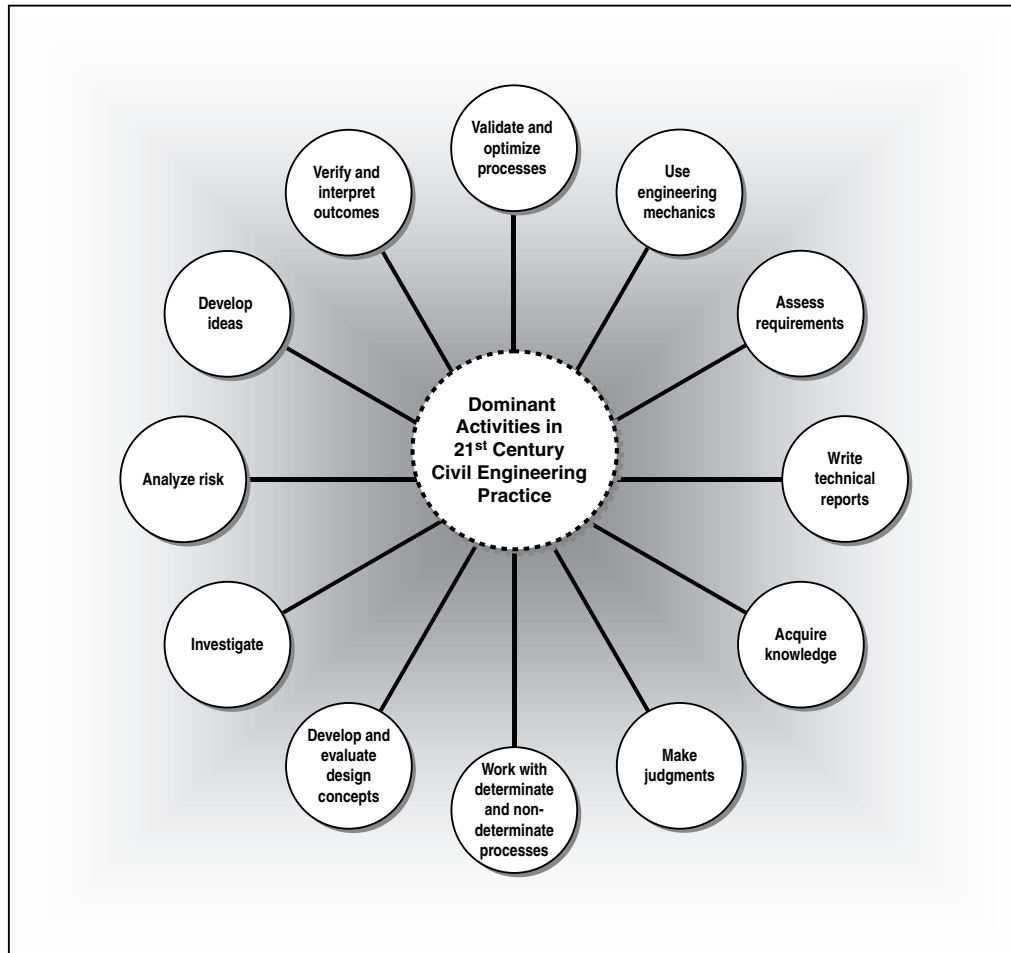 Validate and
optimize
processes
Use
engineering
mechanics
Assess
requirements
Write
technical
reports
Acquire
knowledge
Make
judgments
Work with
determinate
and non-
determinate
processes
Develop and
evaluate
design
concepts
Investigate
Analyze risk
Develop
ideas
Verify and
interpret
outcomes
Dominant
Activities in
21st Century
Civil Engineering
Practice